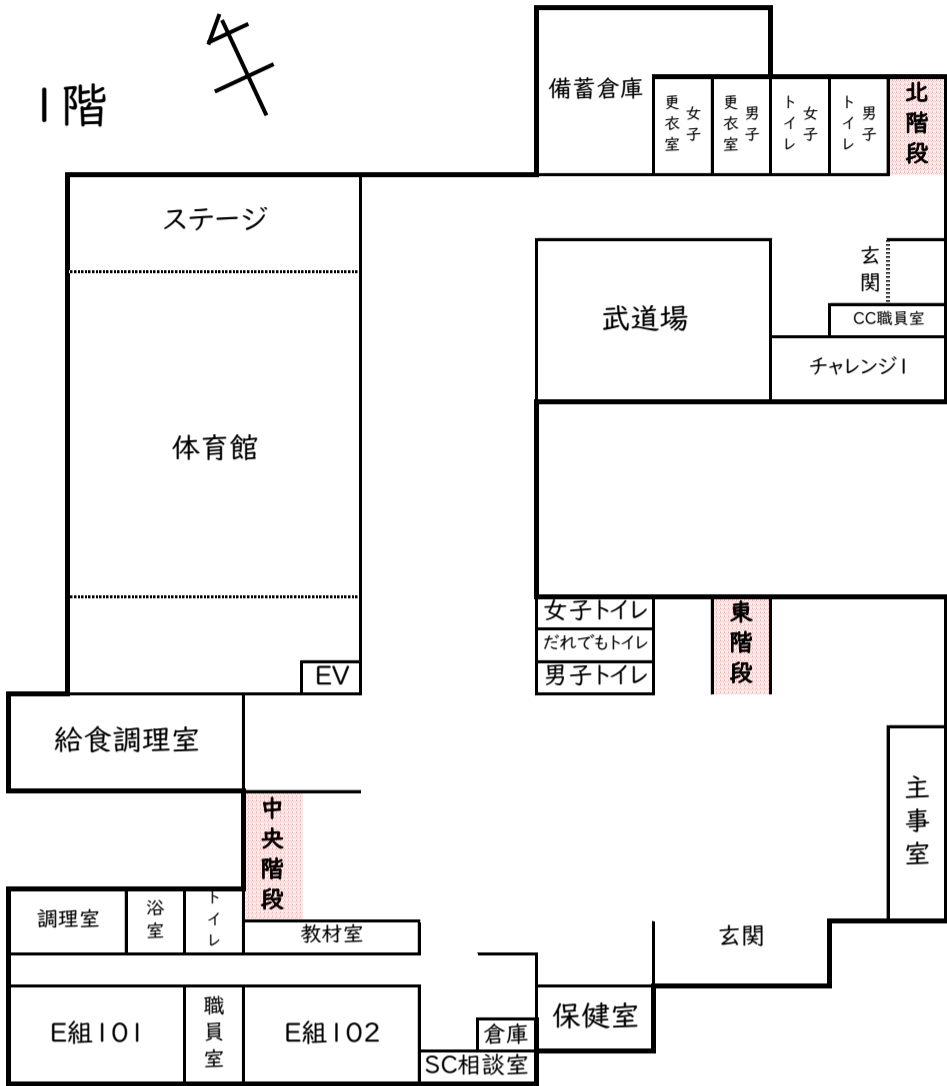 1階
備蓄倉庫
女子更衣室
男子更衣室
女子トイレ
男子トイレ
北階段
ステージ
玄関
武道場
CC職員室
チャレンジ1
体育館
女子トイレ
だれでもトイレ
男子トイレ
東階段
EV
給食調理室
主事室
中央階段
調理室
浴室
トイレ
教材室
玄関
E組101
職員室
E組102
倉庫
保健室
SC相談室